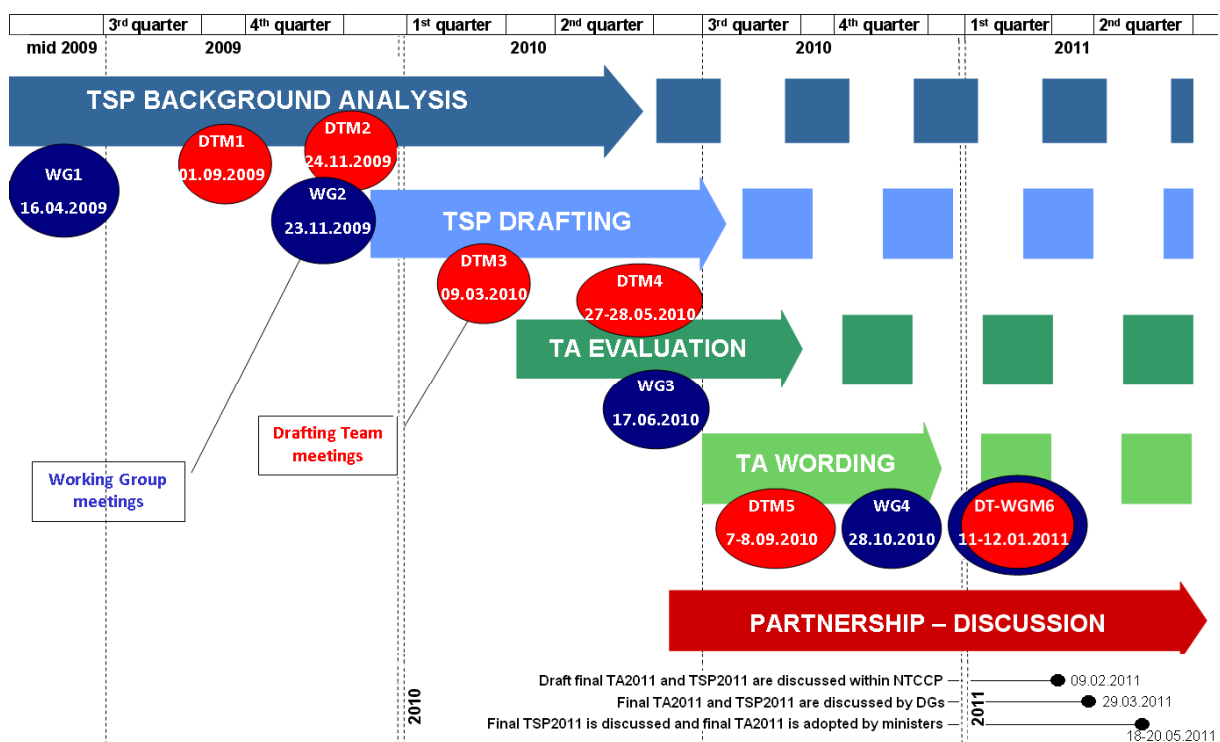 3rd quarter 4th quarter 1st quarter 2nd quarter 3rd quarter 4th quarter 1st quarter 2nd quarter
mid 2009 2009 2010 2010 2011
TSP BACKGROUND ANALYSIS
DTM1
01.09.2009
DTM2
24.11.2009
WG1
16.04.2009
WG2
23.11.2009
TSP DRAFTING
DTM3
09.03.2010
DTM4
27-28.05.2010
TA EVALUATION
WG3
17.06.2010
Drafting Team
meetings
Working Group
meetings
TA WORDING
DTM5
7-8.09.2010
WG4
28.10.2010
DT-WGM6
11-12.01.2011
PARTNERSHIP – DISCUSSION
Draft final TA2011 and TSP2011 are discussed within NTCCP 09.02.2011
Final TA2011 and TSP2011 are discussed by DGs 29.03.2011
Final TSP2011 is discussed and final TA2011 is adopted by ministers 18-20.05.2011
2010
2011